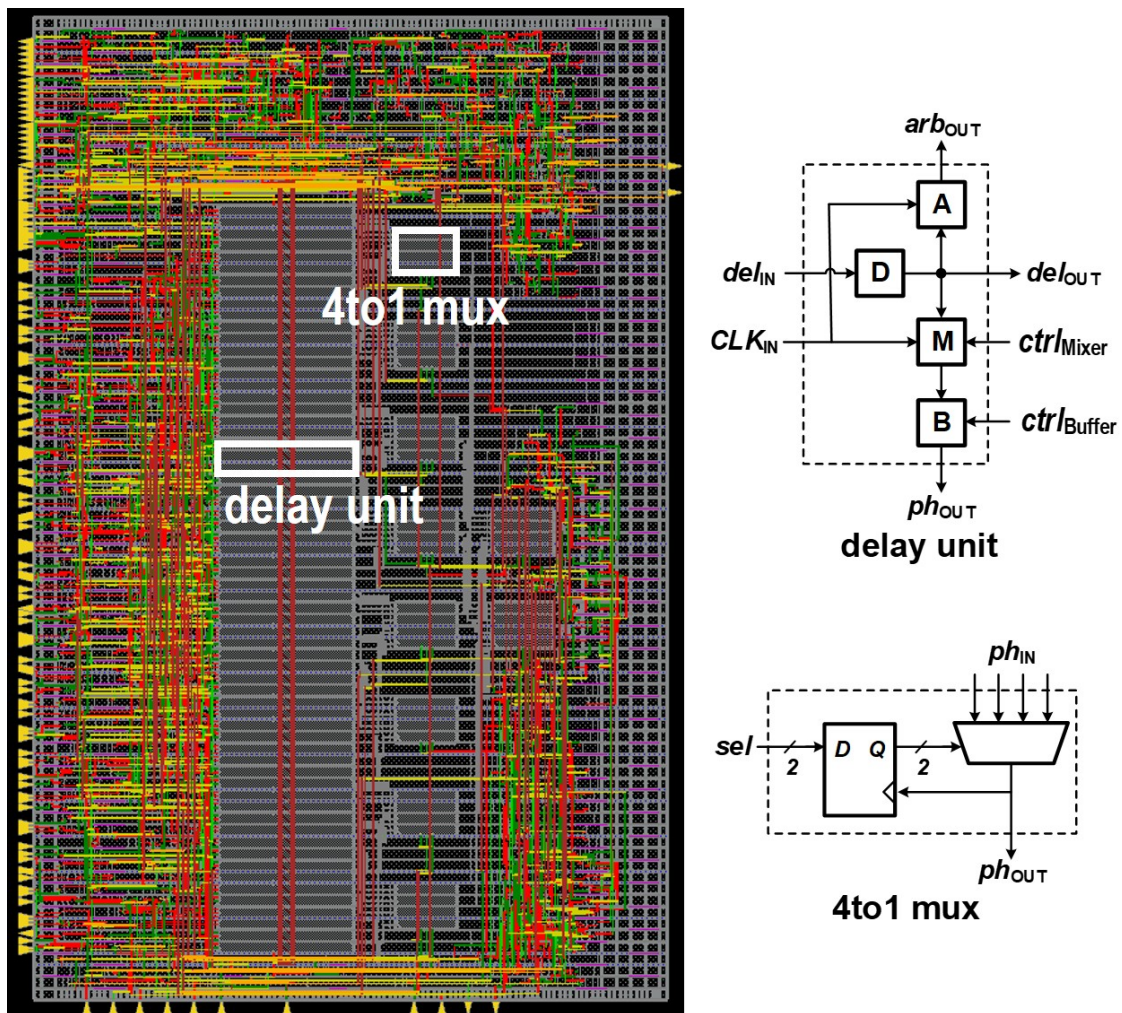 4to1 mux
delay unit
arbOUT
A
delIN
D
delOUT
CLKIN
M
ctrlMixer
B
ctrlBuffer
phOUT
delay unit
phIN
sel
2
D Q
2
phOUT
4to1 mux